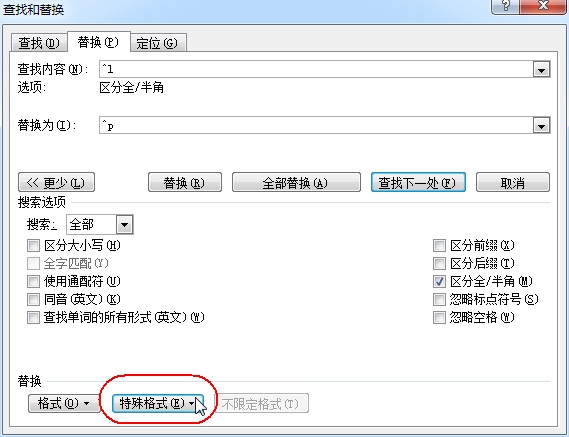 查找和替换
查找(D) 替换(P) 定位(G)
查找内容(N): ^l
选项: 区分全/半角
替换为(I): ^p
<< 更少(L) 替换(R) 全部替换(A) 查找下一处(F) 取消
搜索选项
搜索: 全部
区分大小写(H) 区分前缀(X)
全字匹配(Y) 区分后缀(T)
使用通配符(U) 区分全/半角(M)
同音(英文)(K) 忽略标点符号(S)
查找单词的所有形式(英文)(W) 忽略空格(W)
替换
格式(O) 特殊格式(E) 不限定格式(T)